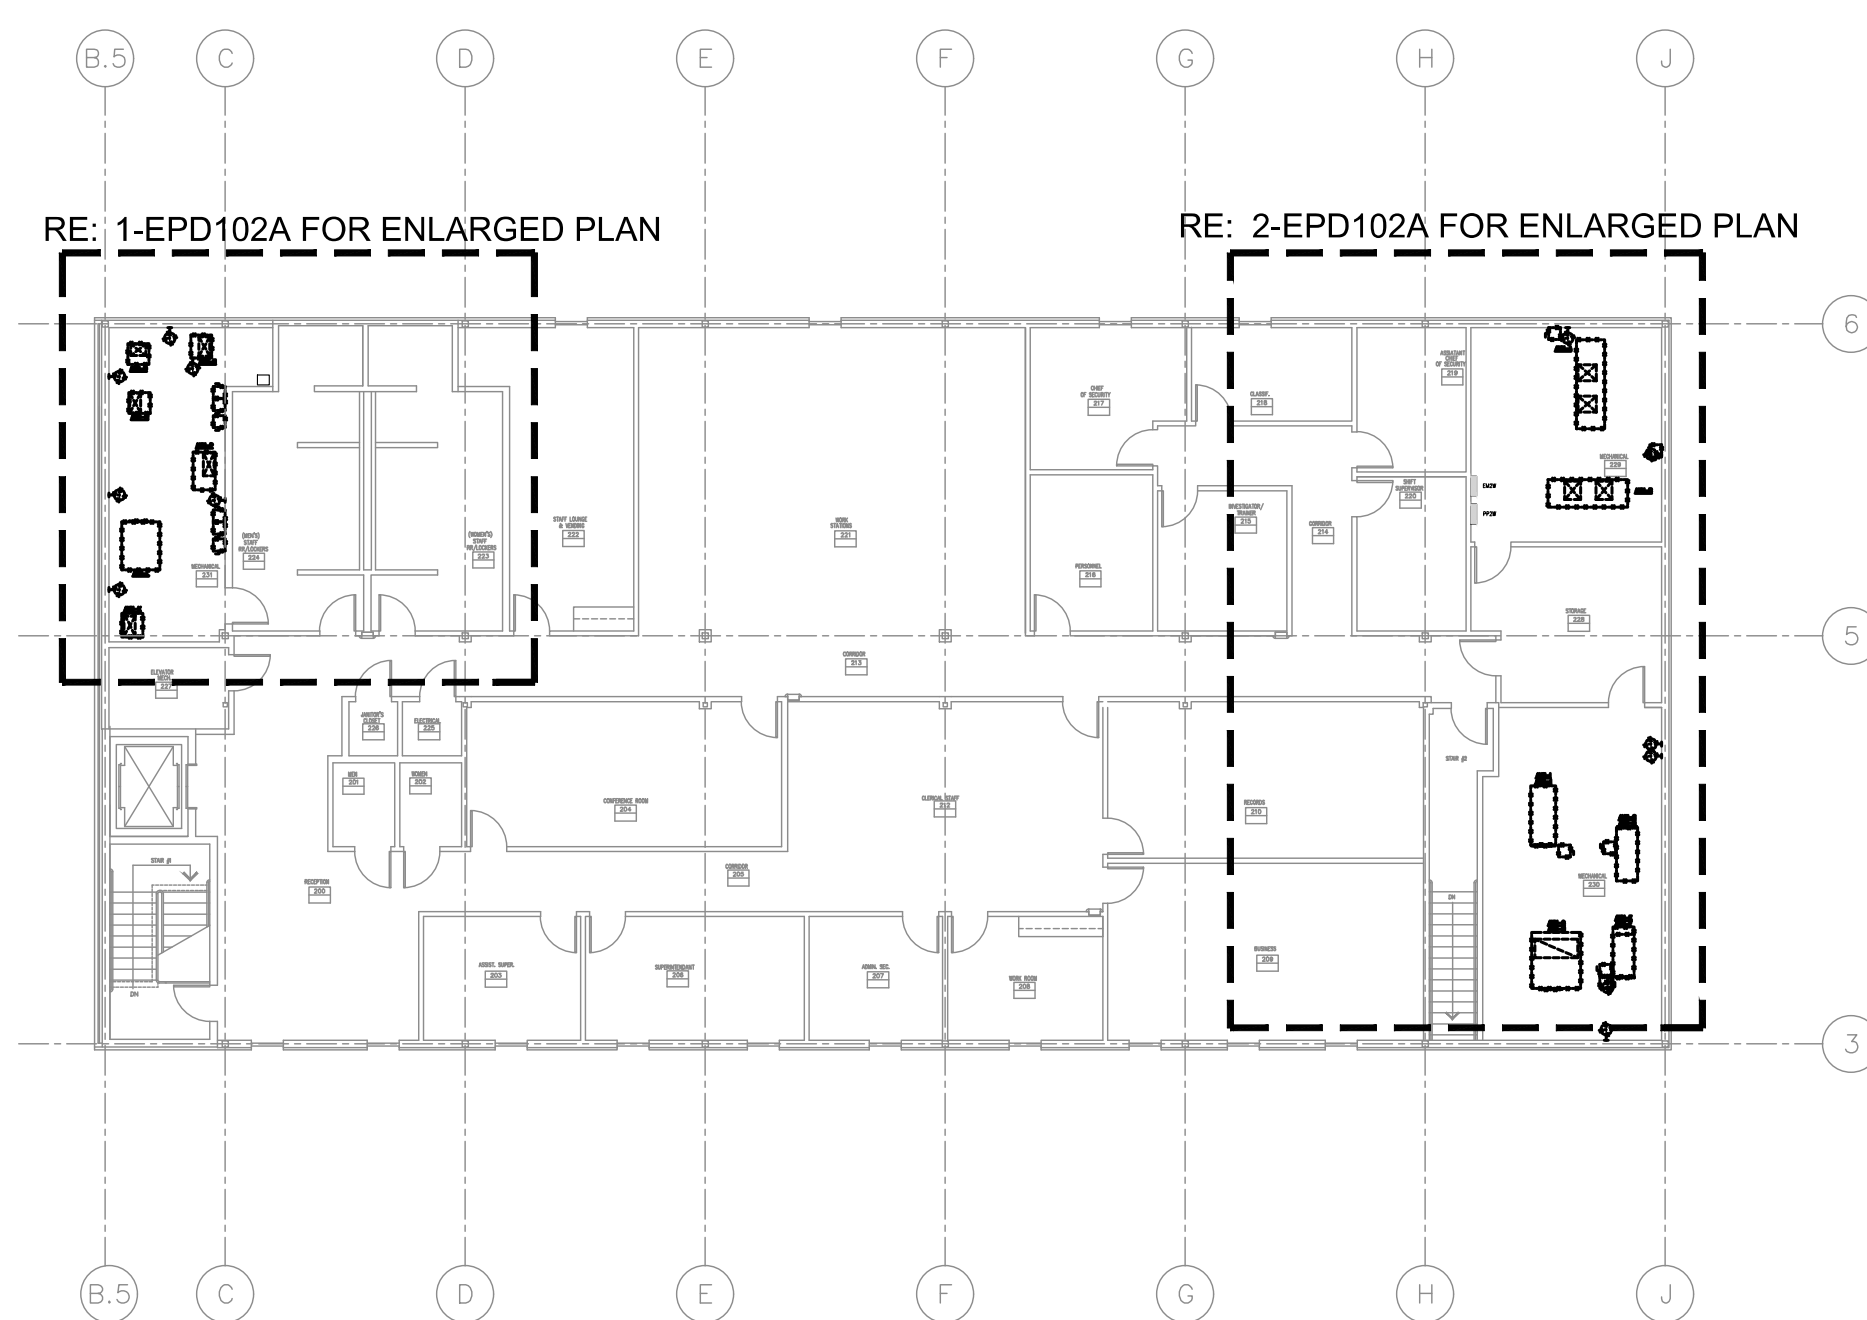 B.5 C D E F G H J
RE: 1-EPD102A FOR ENLARGED PLAN
RE: 2-EPD102A FOR ENLARGED PLAN
6
ASSISTANT
CHIEF
OF SECURITY
219
CHIEF
OF SECURITY
217
CLASSIF.
218
MECHANICAL
229
EM2W
PP2W
SHIFT
SUPERVISOR
220
INVESTIGATOR/
TRAINER
215
CORRIDOR
214
STAFF LOUNGE
& VENDING
222
WORK
STATIONS
221
(MEN'S)
STAFF
RR/LOCKERS
224
(WOMEN'S)
STAFF
RR/LOCKERS
223
MECHANICAL
231
PERSONNEL
216
STORAGE
228
5
CORRIDOR
213
ELEVATOR
MECH.
227
JANITOR'S
CLOSET
226
ELECTRICAL
225
STAIR #2
MEN
201
WOMEN
202
CONFERENCE ROOM
204
CLERICAL STAFF
212
RECORDS
210
STAIR #1
CORRIDOR
205
RECEPTION
200
MECHANICAL
230
DN
ASSIST. SUPER.
203
SUPERINTENDANT
206
ADMIN. SEC.
207
WORK ROOM
208
BUSINESS
209
DN
3
B.5 C D E F G H J